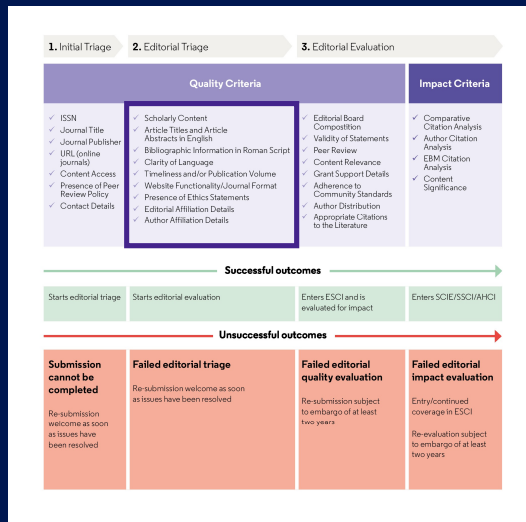 1. Initial Triage
2. Editorial Triage
3. Editorial Evaluation
Quality Criteria
Impact Criteria
✓ ISSN
✓ Journal Title
✓ Journal Publisher
✓ URL (online
journals)
✓ Content Access
✓ Presence of Peer
Review Policy
✓ Contact Details
✓ Scholarly Content
✓ Article Titles and Article
Abstracts in English
✓ Bibliographic Information in Roman Script
✓ Clarity of Language
✓ Timeliness and/or Publication Volume
✓ Website Functionality/Journal Format
✓ Presence of Ethics Statements
✓ Editorial Affiliation Details
✓ Author Affiliation Details
✓ Editorial Board
Compostition
✓ Validity of Statements
✓ Peer Review
✓ Content Relevance
✓ Grant Support Details
✓ Adherence to
Community Standards
✓ Author Distribution
✓ Appropriate Citations
to the Literature
✓ Comparative
Citation Analysis
✓ Author Citation
Analysis
✓ EBM Citation
Analysis
✓ Content
Significance
Successful outcomes
Starts editorial triage
Starts editorial evaluation
Enters ESCI and is
evaluated for impact
Enters SCIE/SSCI/AHCI
Unsuccessful outcomes
Submission
cannot be
completed
Re-submission
welcome as soon
as issues have
been resolved
Failed editorial triage
Re-submission welcome as soon
as issues have been resolved
Failed editorial
quality evaluation
Re-submission subject
to embargo of at least
two years
Failed editorial
impact evaluation
Entry/continued
coverage in ESCI
Re-evaluation subject
to embargo of at least
two years